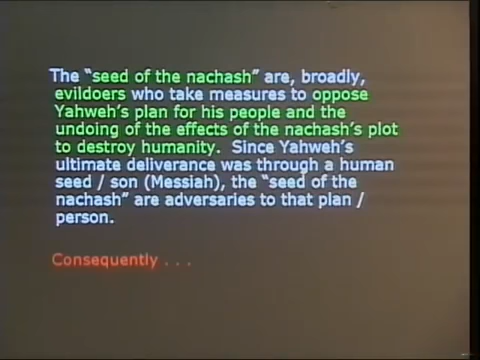 The "seed of the nachash" are, broadly,
evildoers who take measures to oppose
Yahweh's plan for his people and the
undoing of the effects of the nachash's plot
to destroy humanity. Since Yahweh's
ultimate deliverance was through a human
seed / son (Messiah), the "seed of the
nachash" are adversaries to that plan /
person.
Consequently . . .